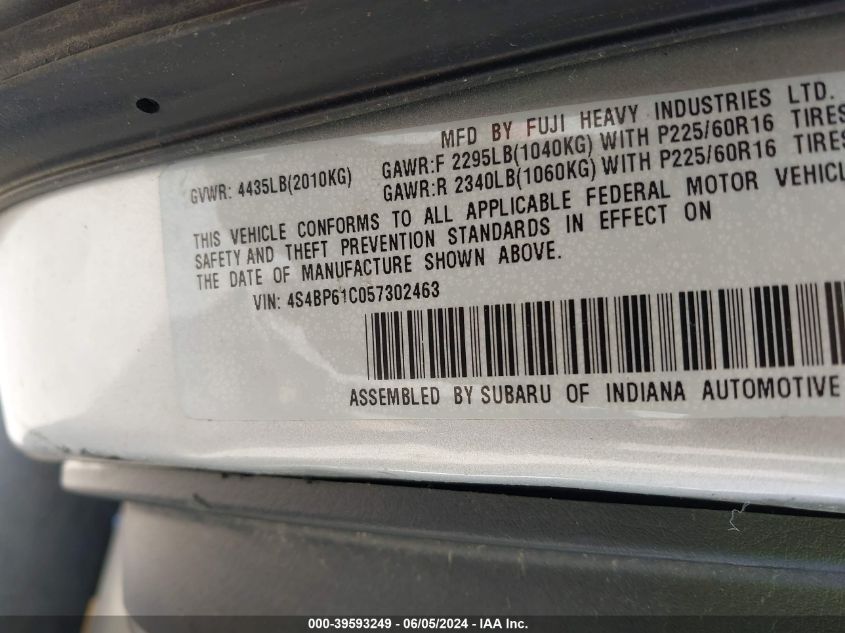 MFD BY FUJI HEAVY INDUSTRIES LTD.
GVWR: 4435LB(2010KG) GAWR:F 2295LB(1040KG) WITH P225/60R16 TIRES
GAWR:R 2340LB(1060KG) WITH P225/60R16 TIRES
THIS VEHICLE CONFORMS TO ALL APPLICABLE FEDERAL MOTOR VEHICL
SAFETY AND THEFT PREVENTION STANDARDS IN EFFECT ON
THE DATE OF MANUFACTURE SHOWN ABOVE.
VIN: 4S4BP61C057302463
ASSEMBLED BY SUBARU OF INDIANA AUTOMOTIVE
000-39593249 - 06/05/2024 - IAA Inc.